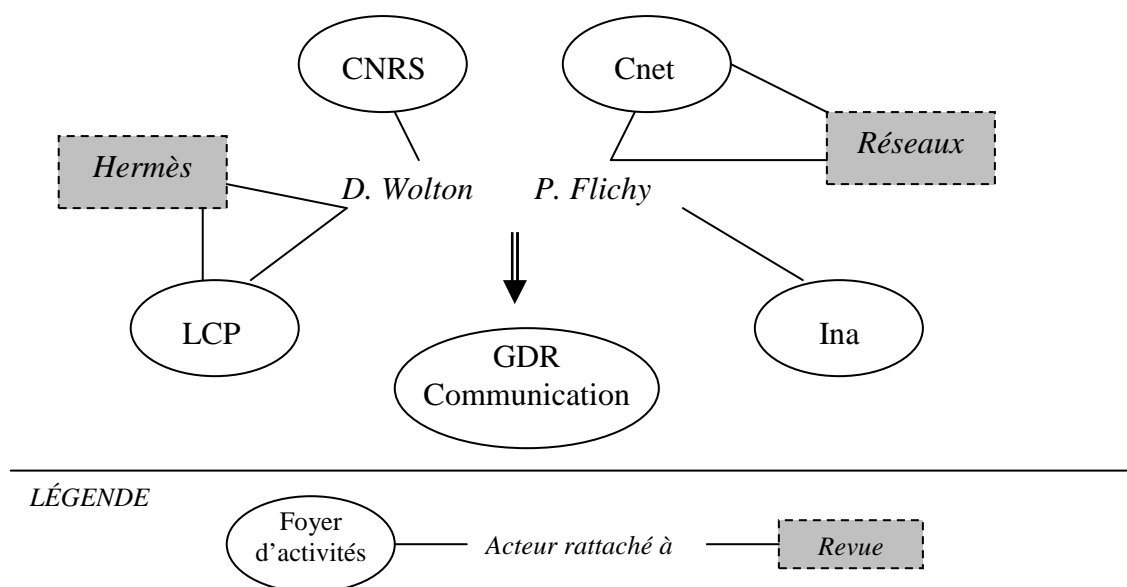 CNRS
Cnet
Hermès
Réseaux
D. Wolton
P. Flichy
LCP
Ina
GDR
Communication
LÉGENDE
Foyer
d’activités
Acteur rattaché à
Revue